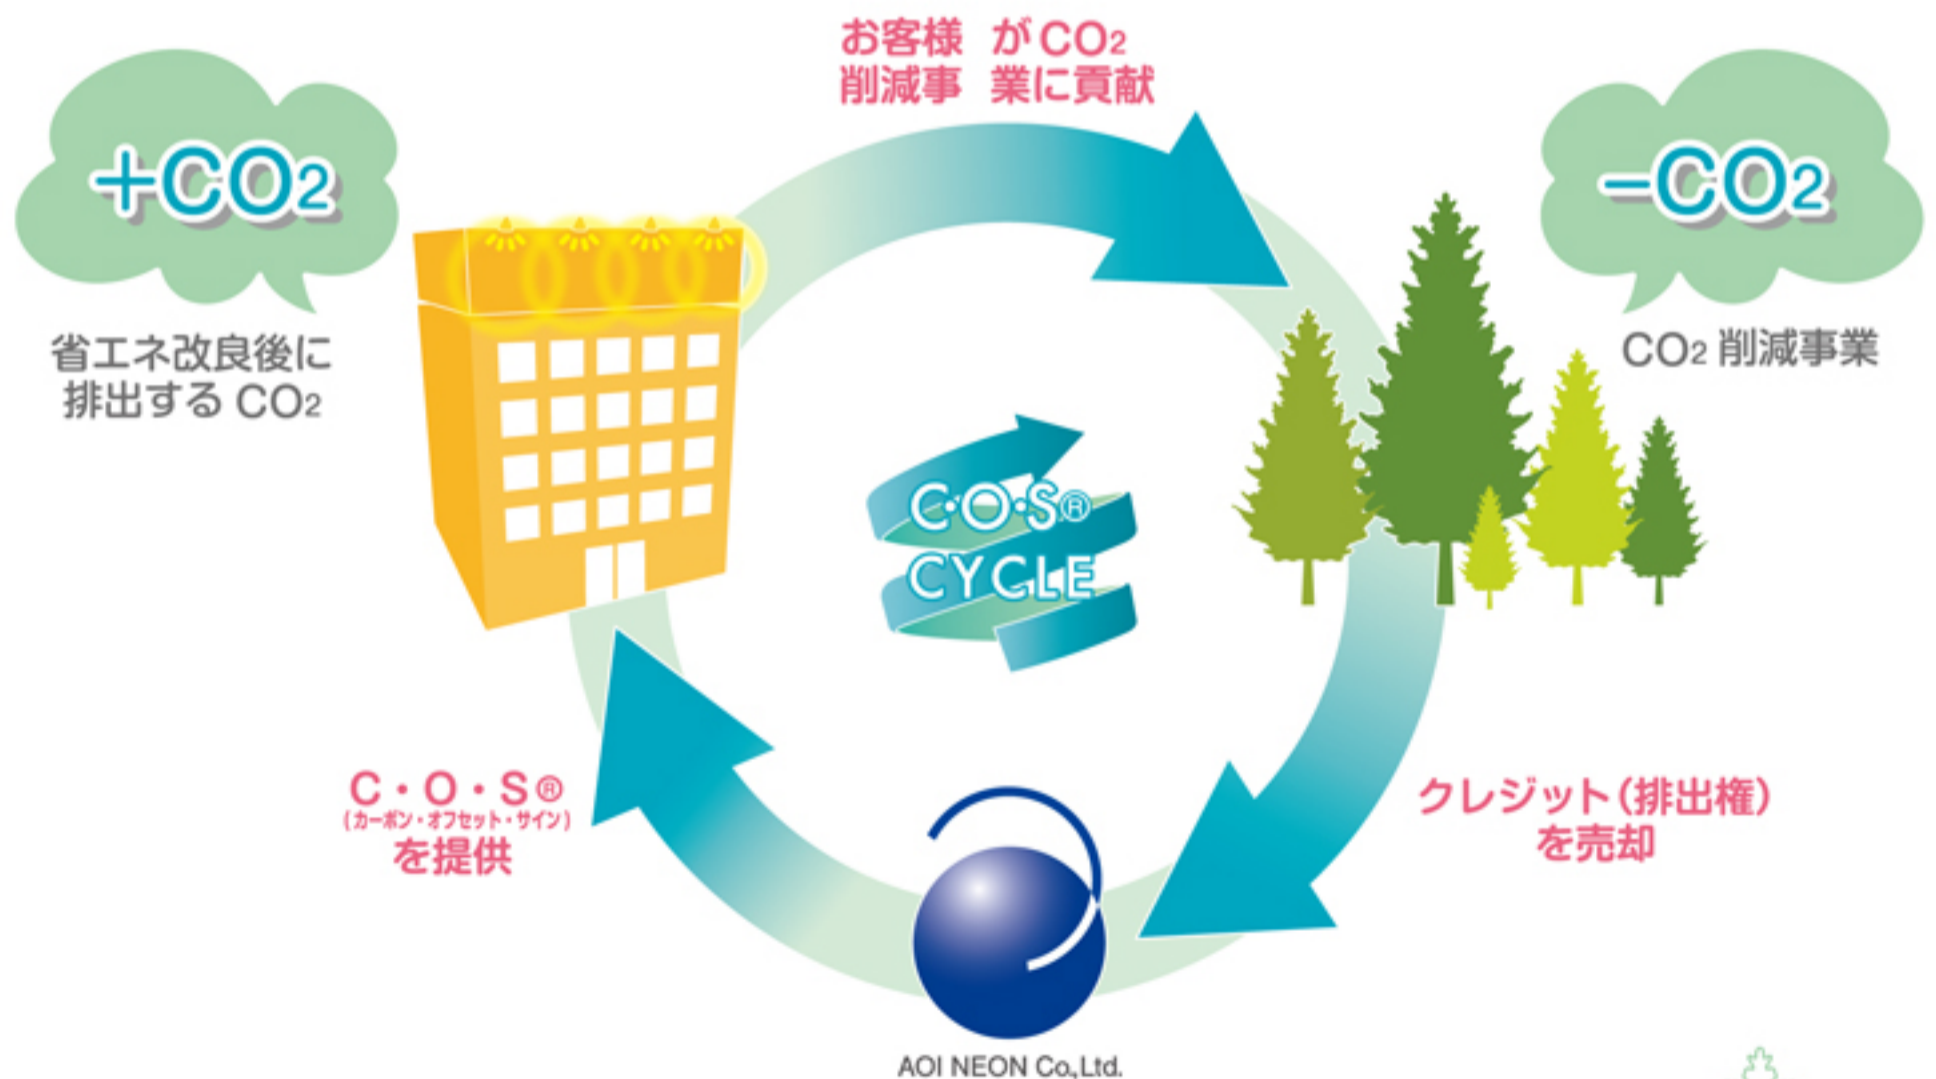 お客様 がCO2
削減事 業に貢献
+CO2
省エネ改良後に
排出する CO2
-CO2
CO2 削減事業
C・O・S®
CYCLE
C・O・S®
(カーボン・オフセット・サイン)
を提供
クレジット(排出権)
を売却
AOI NEON Co,Ltd.